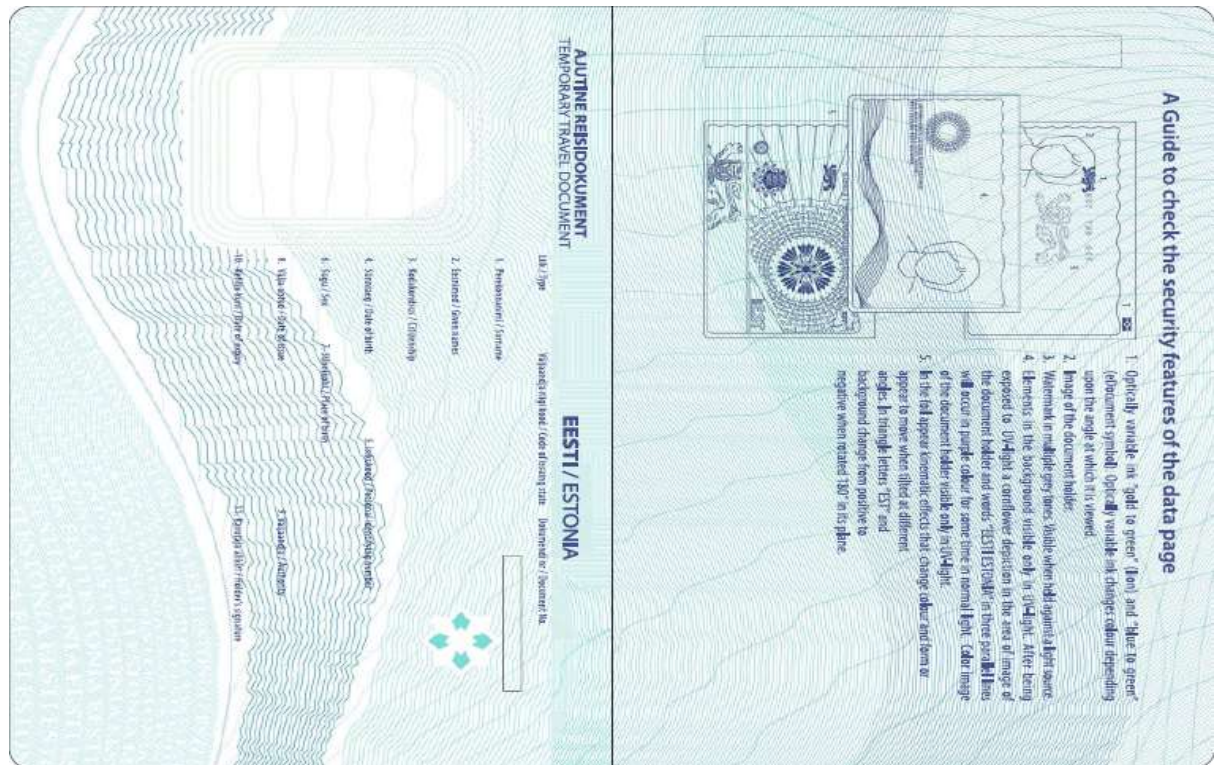 A Guide to check the security features of the data page
1. Optically variable ink "gold to green" (lion) and "blue to green"
(eDocument symbol). Optically variable ink changes colour depending
upon the angle at which it is viewed
2. Image of the document holder.
3. Watermark in multiple grey tone. Visible when held against a light source.
4. Elements in the background visible only in UV-light. After being
exposed to UV-light a cornflower depiction in the area of image of
the document holder and words "EESTI ESTONIA" in three parallel lines
will occur in purple colour for some time in normal light. Color image
of the document holder visible only in UV-light.
5. In the foil appear kinematic effects that change colour and form or
appear to move when tilted at different
angles. In triangle letters "EST" and
background change from positive to
negative when rotated 180° in its plane.
AJUTINE REISIDOKUMENT
TEMPORARY TRAVEL DOCUMENT
EESTI / ESTONIA
Liik / Type
Väljaandja riigi kood / Code of issuing state
Dokumendi nr / Document No.
1. Perekonnanimi / Surname
2. Eesnimed / Given names
3. Kodakondsus / Citizenship
4. Sünniaeg / Date of birth
5. Isikukood / Personal identification number
6. Sugu / Sex
7. Sünnikoht / Place of birth
8. Välja antud / Date of issue
9. Väljaandja / Authority
10. Kehtiv kuni / Date of expiry
11. Kasutaja allkiri / Holder's signature